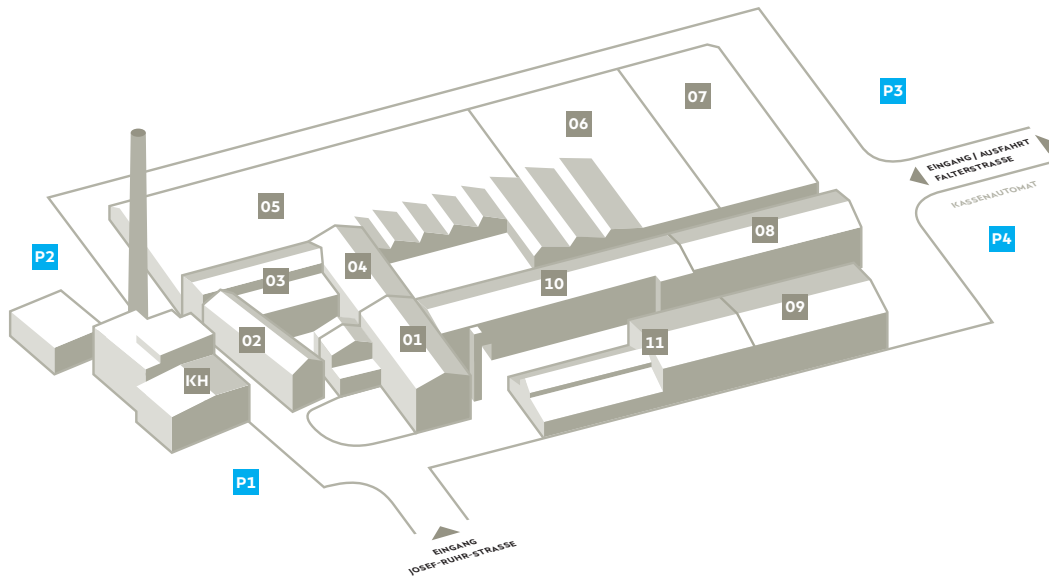 P3
07
06
EINGANG / AUSFAHRT
FALTERSTRASSE
KASSENAUTOMAT
05
08
P4
P2
04
03
10
09
02
01
11
KH
P1
EINGANG
JOSEF-RUHR-STRASSE